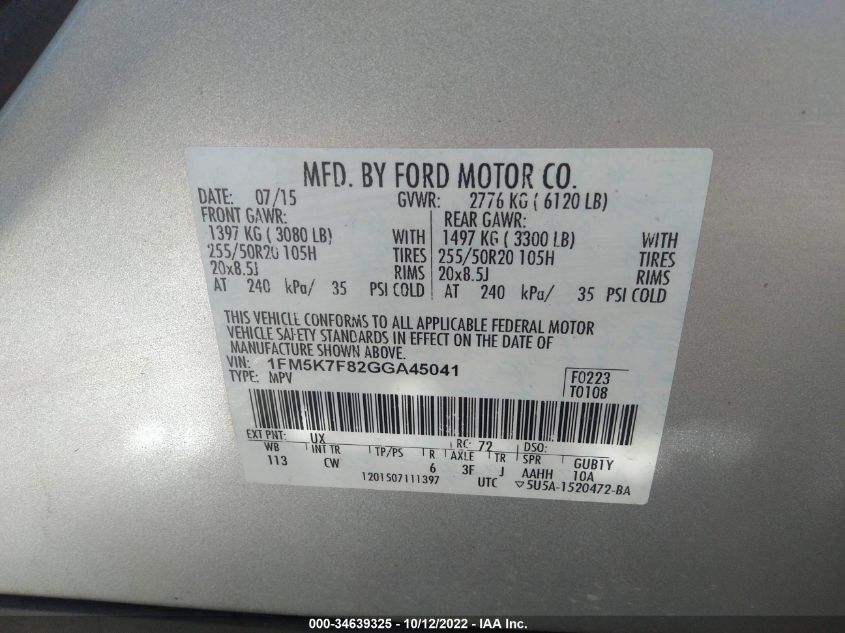 MFD. BY FORD MOTOR CO.
DATE: 07/15 GVWR: 2776 KG ( 6120 LB)
FRONT GAWR: REAR GAWR:
1397 KG ( 3080 LB) WITH 1497 KG ( 3300 LB) WITH
255/50R20 105H TIRES 255/50R20 105H TIRES
20x8.5J RIMS 20x8.5J RIMS
AT 240 kPa/ 35 PSI COLD AT 240 kPa/ 35 PSI COLD
THIS VEHICLE CONFORMS TO ALL APPLICABLE FEDERAL MOTOR
VEHICLE SAFETY STANDARDS IN EFFECT ON THE DATE OF
MANUFACTURE SHOWN ABOVE.
VIN: 1FM5K7F82GGA45041
TYPE: MPV
F0223
T0108
EXT PNT: UX RC: 72 DSO:
WB INT TR TP/PS R AXLE TR SPR GUB1Y
113 CW 6 3F J AAHH 10A
1201507111397 UTC ▽5U5A-1520472-BA
000-34639325 - 10/12/2022 - IAA Inc.